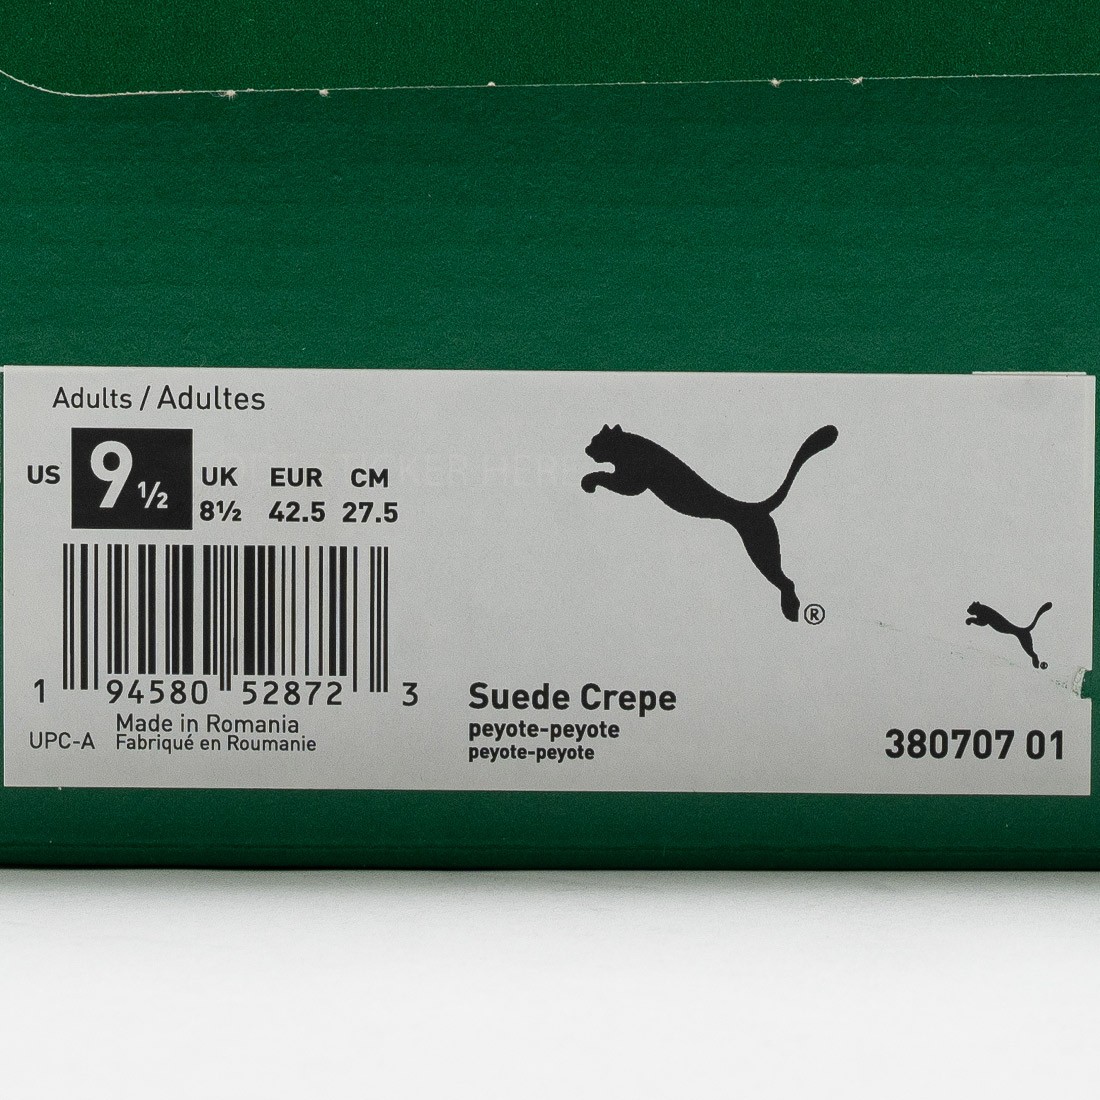 Adults / Adultes
US 9 ½ UK EUR CM
8½ 42.5 27.5
1 94580 52872 3
UPC-A
Made in Romania
Fabriqué en Roumanie
®
Suede Crepe
peyote-peyote
peyote-peyote
380707 01